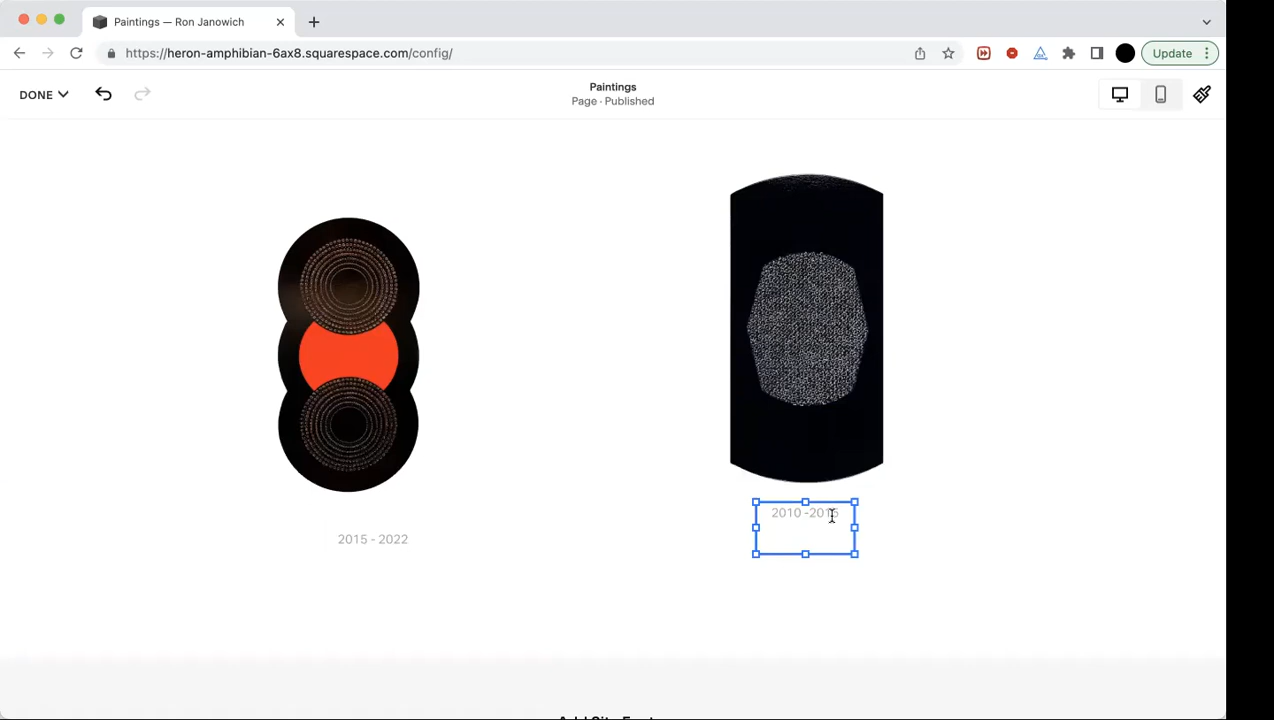 Paintings — Ron Janowich
https://heron-amphibian-6ax8.squarespace.com/config/
Update
DONE
Paintings
Page · Published
2015 - 2022
2010 -2015